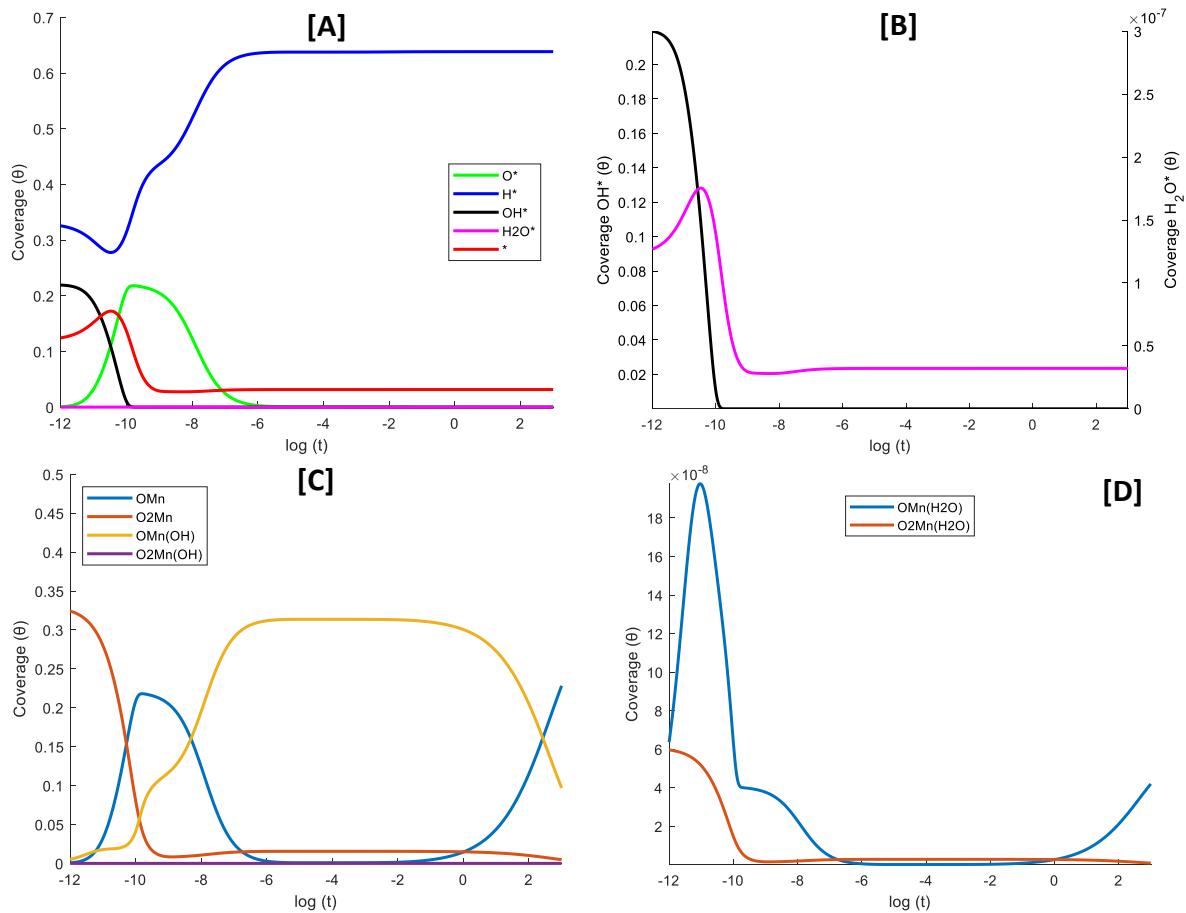 [A]
0.7
0.6
0.5
0.4
0.3
0.2
0.1
0
Coverage (θ)
O*
H*
OH*
H2O*
*
-12 -10 -8 -6 -4 -2 0 2
log (t)
[B]
×10⁻⁷
0.2
0.18
0.16
0.14
0.12
0.1
0.08
0.06
0.04
0.02
Coverage OH* (θ)
3
2.5
2
1.5
1
0.5
0
Coverage H₂O* (θ)
-12 -10 -8 -6 -4 -2 0 2
log (t)
[C]
0.5
0.45
0.4
0.35
0.3
0.25
0.2
0.15
0.1
0.05
0
Coverage (θ)
OMn
O2Mn
OMn(OH)
O2Mn(OH)
-12 -10 -8 -6 -4 -2 0 2
log (t)
[D]
×10⁻⁸
18
16
14
12
10
8
6
4
2
Coverage (θ)
OMn(H2O)
O2Mn(H2O)
-12 -10 -8 -6 -4 -2 0 2
log (t)